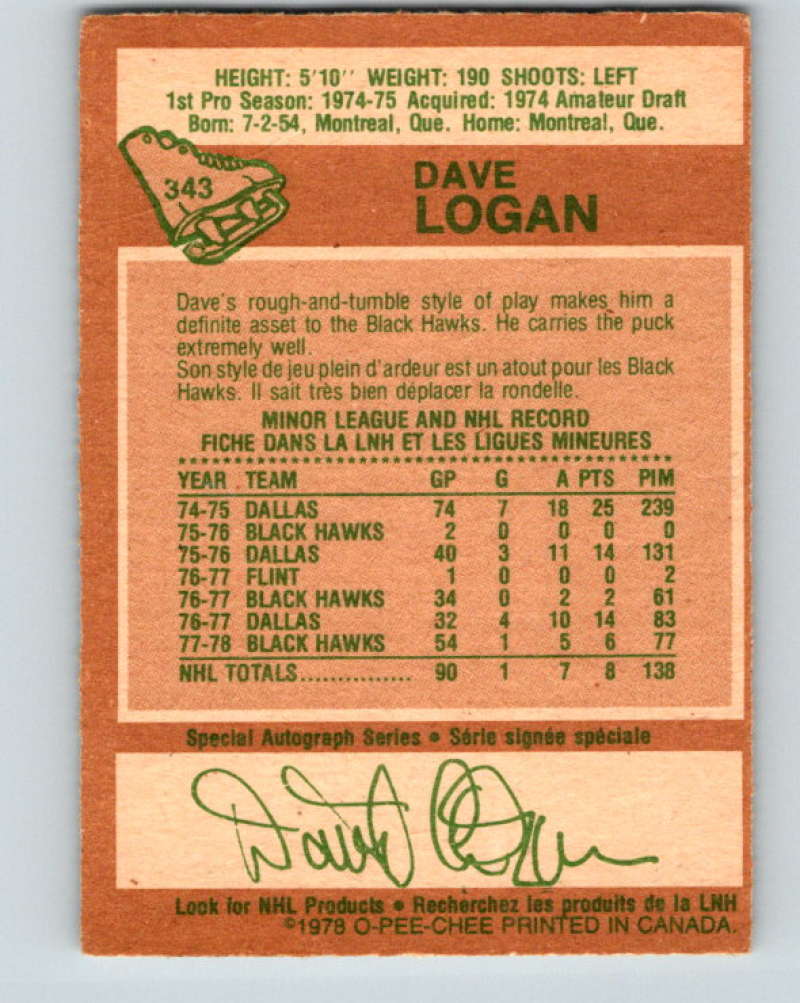 HEIGHT: 5'10'' WEIGHT: 190 SHOOTS: LEFT
1st Pro Season: 1974-75 Acquired: 1974 Amateur Draft
Born: 7-2-54, Montreal, Que. Home: Montreal, Que.
343
DAVE
LOGAN
Dave's rough-and-tumble style of play makes him a
definite asset to the Black Hawks. He carries the puck
extremely well.
Son style de jeu plein d'ardeur est un atout pour les Black
Hawks. Il sait très bien déplacer la rondelle.
MINOR LEAGUE AND NHL RECORD
FICHE DANS LA LNH ET LES LIGUES MINEURES
YEAR TEAM GP G A PTS PIM
74-75 DALLAS 74 7 18 25 239
75-76 BLACK HAWKS 2 0 0 0 0
75-76 DALLAS 40 3 11 14 131
76-77 FLINT 1 0 0 0 2
76-77 BLACK HAWKS 34 0 2 2 61
76-77 DALLAS 32 4 10 14 83
77-78 BLACK HAWKS 54 1 5 6 77
NHL TOTALS............... 90 1 7 8 138
Special Autograph Series • Série signée spéciale
David Logan
Look for NHL Products • Recherchez les produits de la LNH
©1978 O-PEE-CHEE PRINTED IN CANADA.